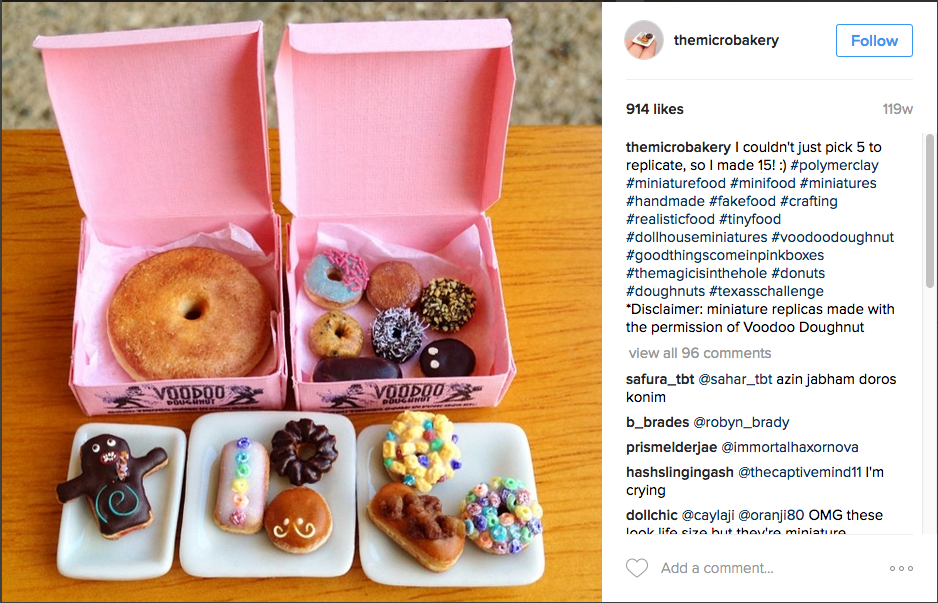 themicrobakery
Follow
914 likes
119w
themicrobakery I couldn't just pick 5 to
replicate, so I made 15! :) #polymerclay
#miniaturefood #minifood #miniatures
#handmade #fakefood #crafting
#realisticfood #tinyfood
#dollhouseminiatures #voodoodoughnut
#goodthingscomeinpinkboxes
#themagicisinthehole #donuts
#doughnuts #texasschallenge
*Disclaimer: miniature replicas made with
the permission of Voodoo Doughnut
view all 96 comments
safura_tbt @sahar_tbt azin jabham doros
konim
b_brades @robyn_brady
prismelderjae @immortalhaxornova
hashslingingash @thecaptivemind11 I'm
crying
dollchic @caylaji @oranji80 OMG these
look life size but they're miniature
Add a comment...
VOODOO
DOUGHNUT
VOODOO
DOUGHNUT